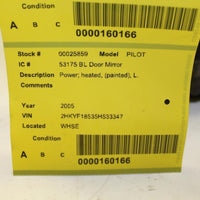 Condition
A B C
0000160166
Stock # 00025859 Model PILOT
IC # 53175 BL Door Mirror
Description Power; heated, (painted), L.
Comments
Year 2005
VIN 2HKYF18535H533347
Located WHSE
Condition
A B C
0000160166